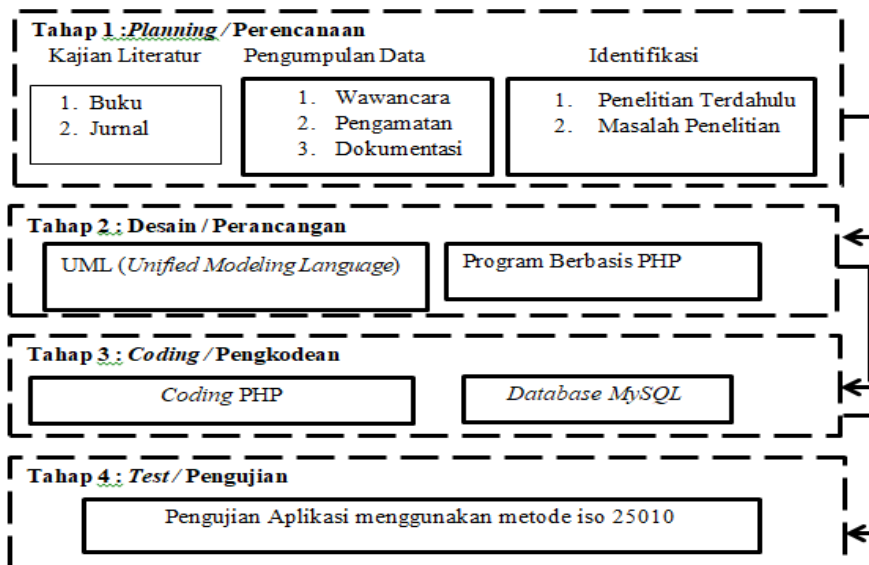 Tahap 1 :Planning / Perencanaan
Kajian Literatur
Pengumpulan Data
Identifikasi
1. Buku
2. Jurnal
1. Wawancara
2. Pengamatan
3. Dokumentasi
1. Penelitian Terdahulu
2. Masalah Penelitian
Tahap 2 : Desain / Perancangan
UML (Unified Modeling Language)
Program Berbasis PHP
Tahap 3 : Coding / Pengkodean
Coding PHP
Database MySQL
Tahap 4 : Test / Pengujian
Pengujian Aplikasi menggunakan metode iso 25010